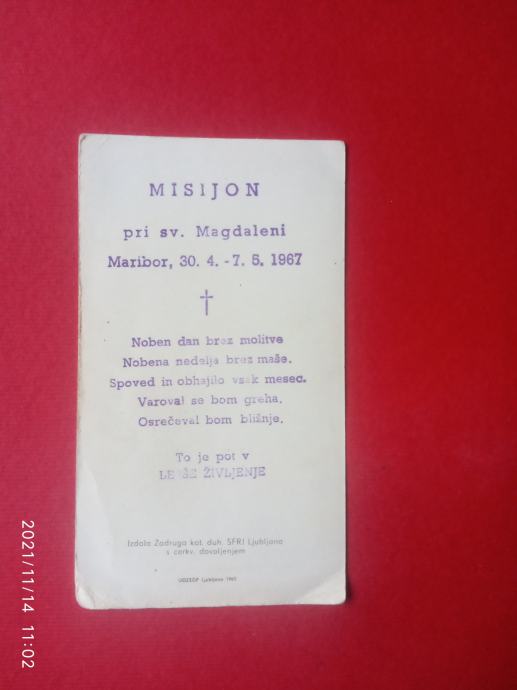 MISIJON
pri sv. Magdaleni
Maribor, 30. 4. - 7. 5. 1967
Noben dan brez molitve
Nobena nedelja brez maše.
Spoved in obhajilo vsak mesec.
Varoval se bom greha.
Osrečeval bom bližnje.
To je pot v
LEPŠE ŽIVLJENJE
Izdala Zadruga kat. duh. SFRJ Ljubljana
s cerkv. dovoljenjem
Ljubljana
2021/11/14 11:02